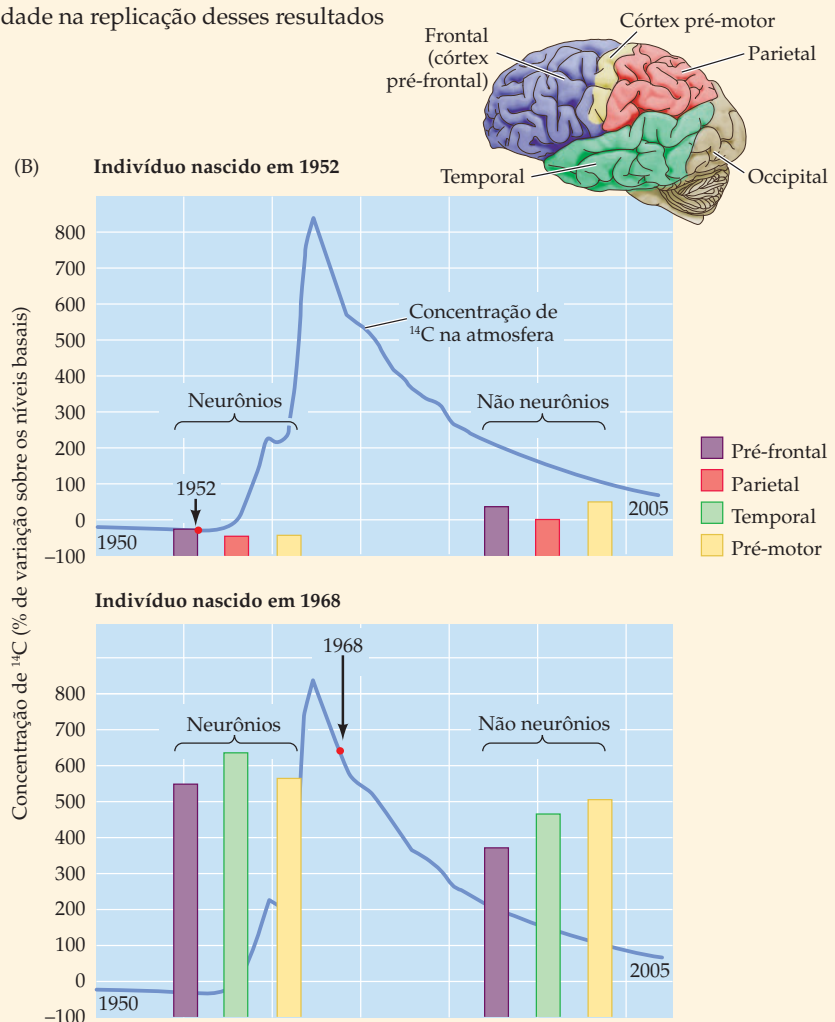 dade na replicação desses resultados
Frontal
(córtex
pré-frontal)
Córtex pré-motor
Parietal
Temporal
Occipital
(B)
Indivíduo nascido em 1952
Concentração de ¹⁴C (% de variação sobre os níveis basais)
800
700
600
500
400
300
200
100
0
–100
Concentração de
¹⁴C na atmosfera
Neurônios
Não neurônios
1952
1950
2005
Pré-frontal
Parietal
Temporal
Pré-motor
Indivíduo nascido em 1968
800
700
600
500
400
300
200
100
0
–100
1968
Neurônios
Não neurônios
1950
2005